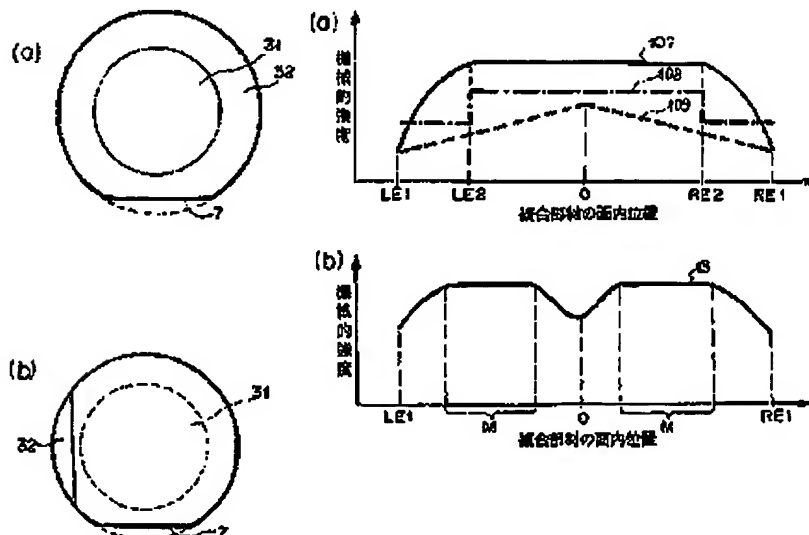 (a)
31
32
7
(b)
32
31
7
(a)
機械的強度
107
108
109
LE1 LE2 0 RE2 RE1
複合部材の面内位置
(b)
機械的強度
LE1 M 0 M RE1
複合部材の面内位置